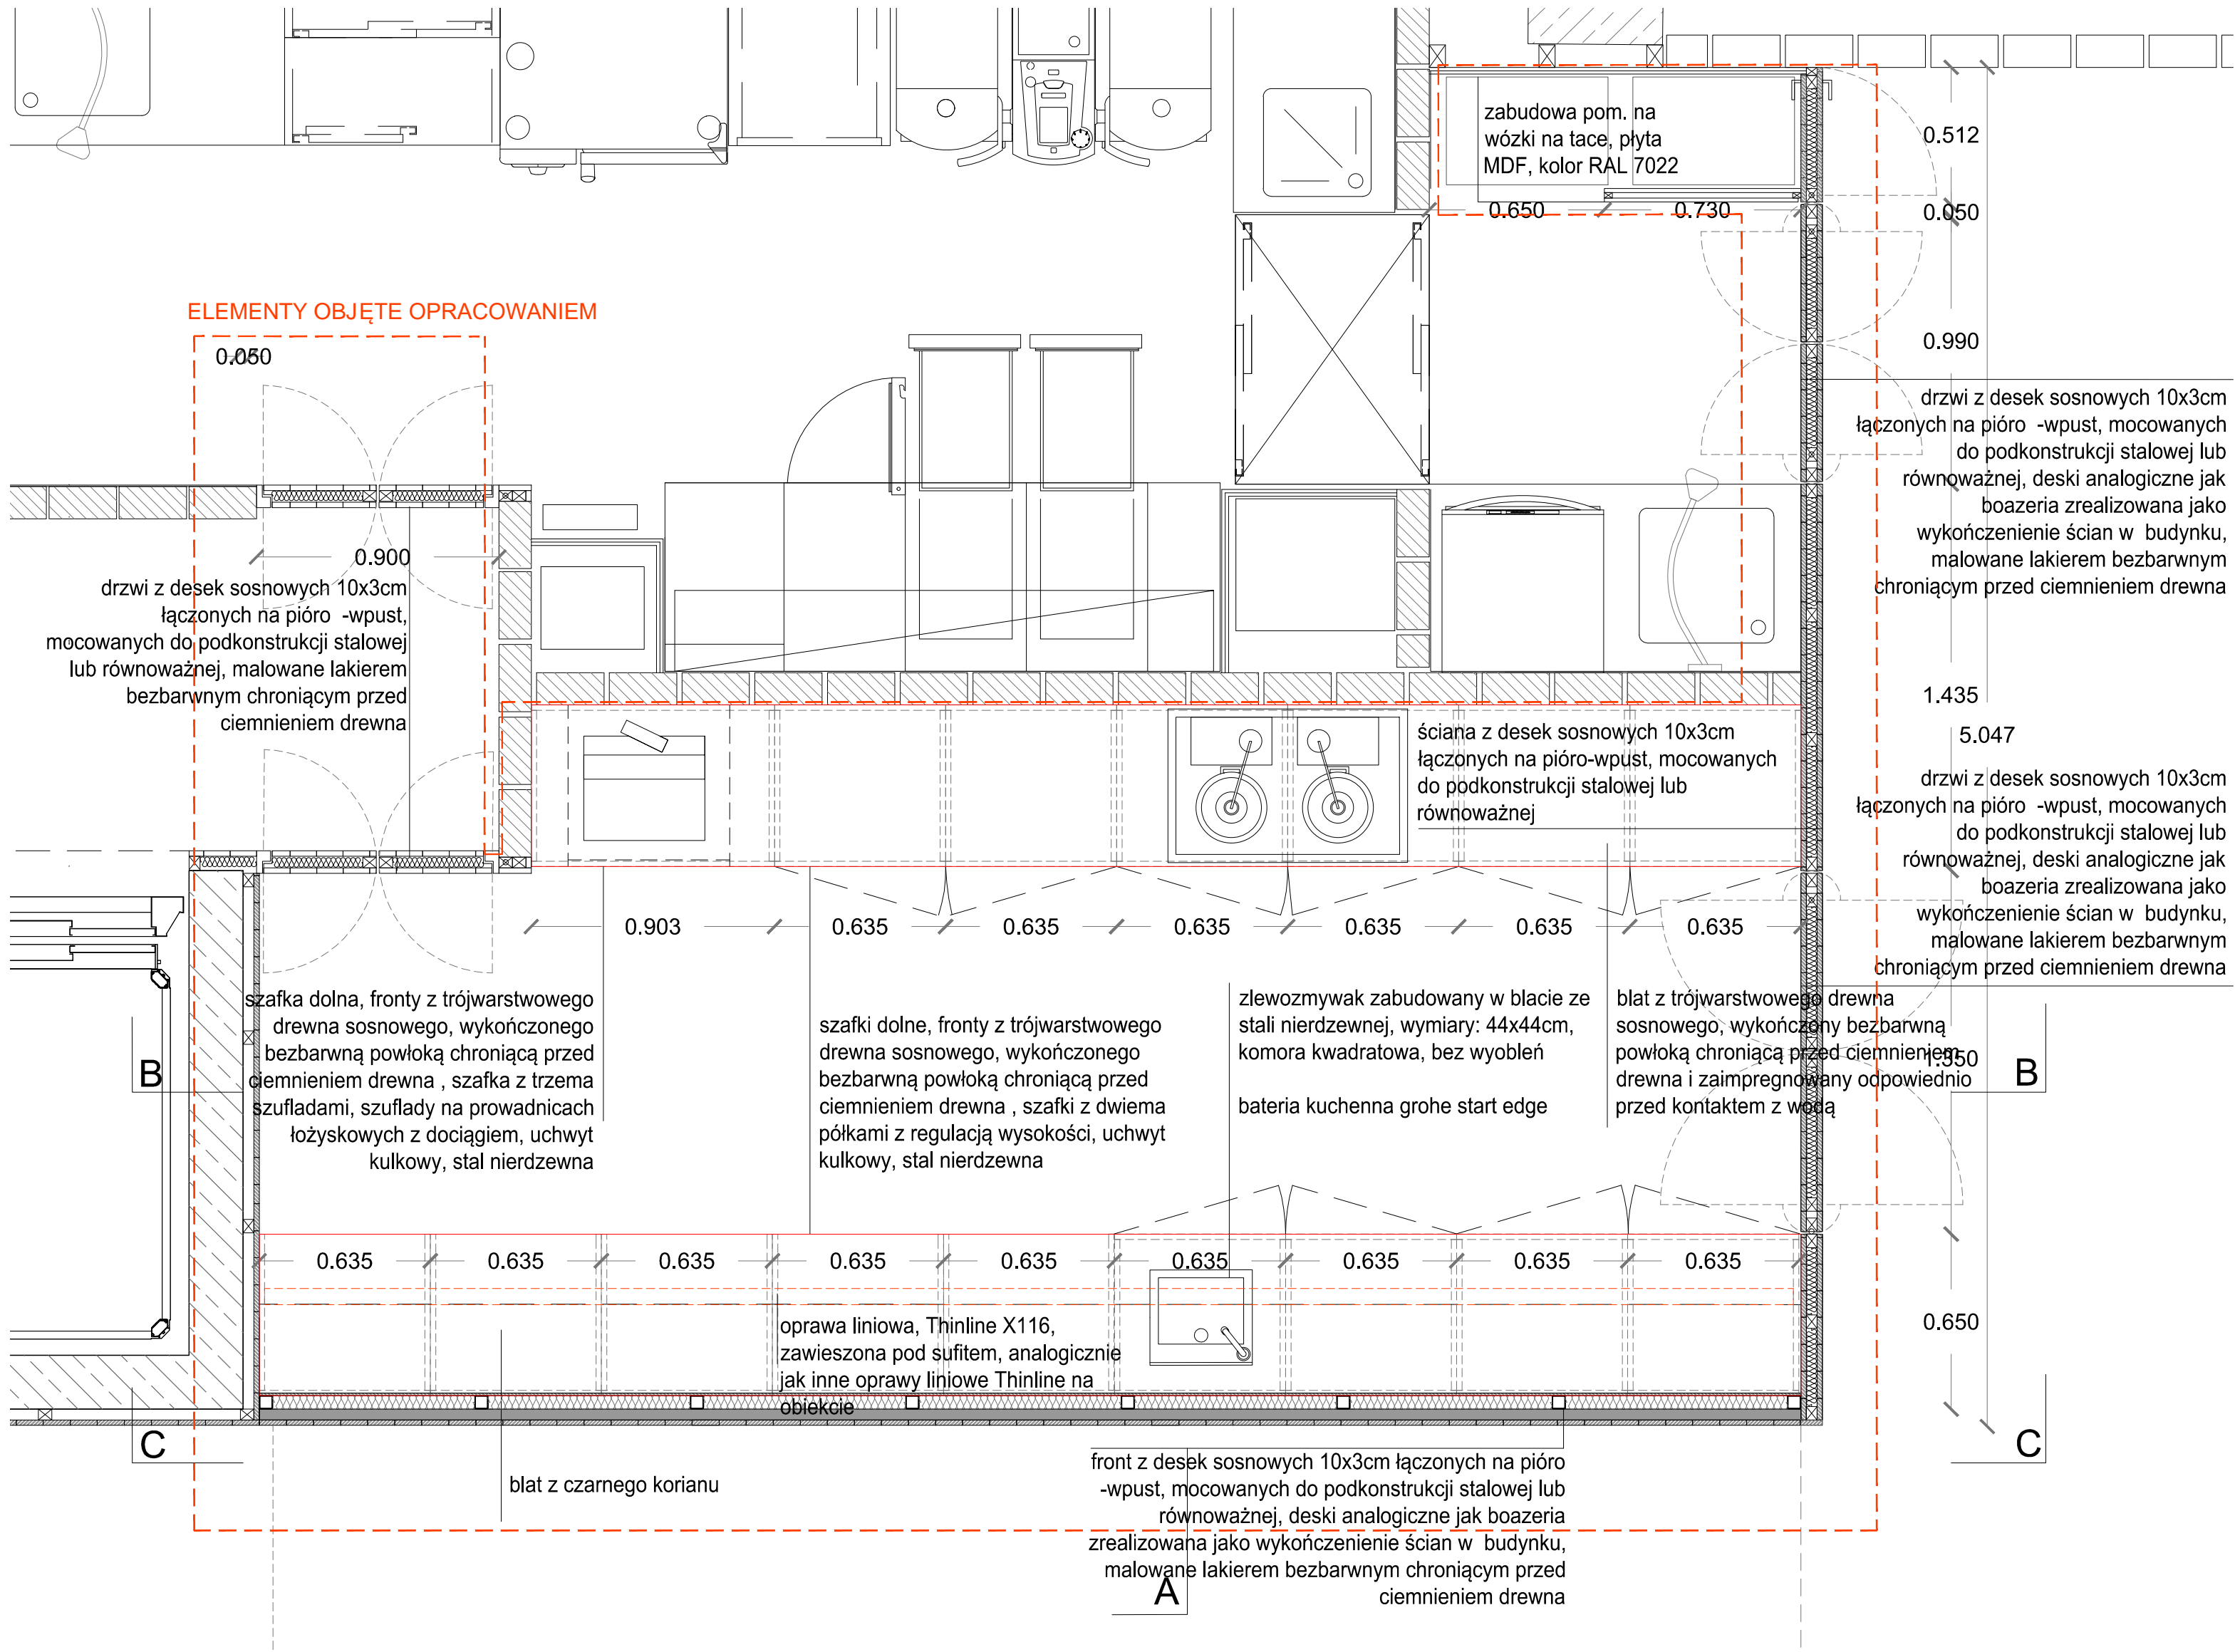 zabudowa pom. na
wózki na tace, płyta
MDF, kolor RAL 7022
0.512
0.650
0.730
0.050
ELEMENTY OBJĘTE OPRACOWANIEM
0.050
0.990
drzwi z desek sosnowych 10x3cm
łączonych na pióro -wpust, mocowanych
do podkonstrukcji stalowej lub
równoważnej, deski analogiczne jak
boazeria zrealizowana jako
wykończenienie ścian w budynku,
malowane lakierem bezbarwnym
chroniącym przed ciemnieniem drewna
0.900
drzwi z desek sosnowych 10x3cm
łączonych na pióro -wpust,
mocowanych do podkonstrukcji stalowej
lub równoważnej, malowane lakierem
bezbarwnym chroniącym przed
ciemnieniem drewna
1.435
5.047
ściana z desek sosnowych 10x3cm
łączonych na pióro-wpust, mocowanych
do podkonstrukcji stalowej lub
równoważnej
drzwi z desek sosnowych 10x3cm
łączonych na pióro -wpust, mocowanych
do podkonstrukcji stalowej lub
równoważnej, deski analogiczne jak
boazeria zrealizowana jako
wykończenienie ścian w budynku,
malowane lakierem bezbarwnym
chroniącym przed ciemnieniem drewna
0.903 0.635 0.635 0.635 0.635 0.635 0.635
szafka dolna, fronty z trójwarstwowego
drewna sosnowego, wykończonego
bezbarwną powłoką chroniącą przed
ciemnieniem drewna , szafka z trzema
szufladami, szuflady na prowadnicach
łożyskowych z dociągiem, uchwyt
kulkowy, stal nierdzewna
szafki dolne, fronty z trójwarstwowego
drewna sosnowego, wykończonego
bezbarwną powłoką chroniącą przed
ciemnieniem drewna , szafki z dwiema
półkami z regulacją wysokości, uchwyt
kulkowy, stal nierdzewna
zlewozmywak zabudowany w blacie ze
stali nierdzewnej, wymiary: 44x44cm,
komora kwadratowa, bez wyobleń
bateria kuchenna grohe start edge
blat z trójwarstwowego drewna
sosnowego, wykończony bezbarwną
powłoką chroniącą przed ciemnieniem
drewna i zaimpregnowany odpowiednio
przed kontaktem z wodą
1.350
B
B
0.635 0.635 0.635 0.635 0.635 0.635 0.635 0.635 0.635
0.650
oprawa liniowa, Thinline X116,
zawieszona pod sufitem, analogicznie
jak inne oprawy liniowe Thinline na
obiekcie
C
C
blat z czarnego korianu
front z desek sosnowych 10x3cm łączonych na pióro
-wpust, mocowanych do podkonstrukcji stalowej lub
równoważnej, deski analogiczne jak boazeria
zrealizowana jako wykończenienie ścian w budynku,
malowane lakierem bezbarwnym chroniącym przed
ciemnieniem drewna
A